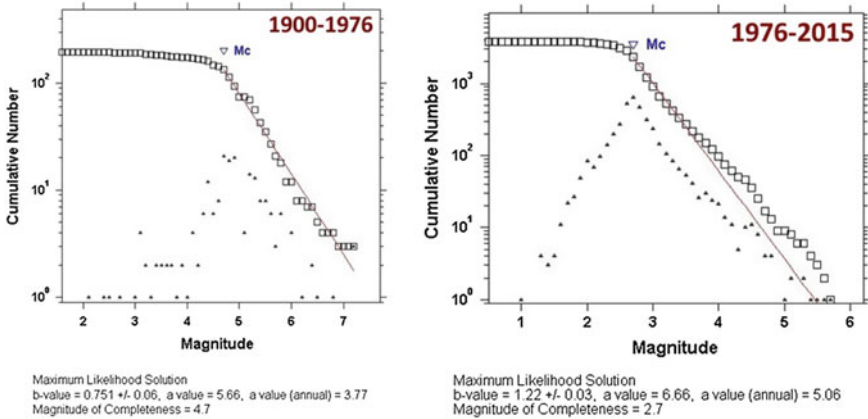 1900-1976
Mc
Cumulative Number
10²
10¹
10⁰
2 3 4 5 6 7
Magnitude
Maximum Likelihood Solution
b-value = 0.751 +/- 0.06, a value = 5.66, a value (annual) = 3.77
Magnitude of Completeness = 4.7
1976-2015
Mc
Cumulative Number
10³
10²
10¹
10⁰
1 2 3 4 5 6
Magnitude
Maximum Likelihood Solution
b-value = 1.22 +/- 0.03, a value = 6.66, a value (annual) = 5.06
Magnitude of Completeness = 2.7